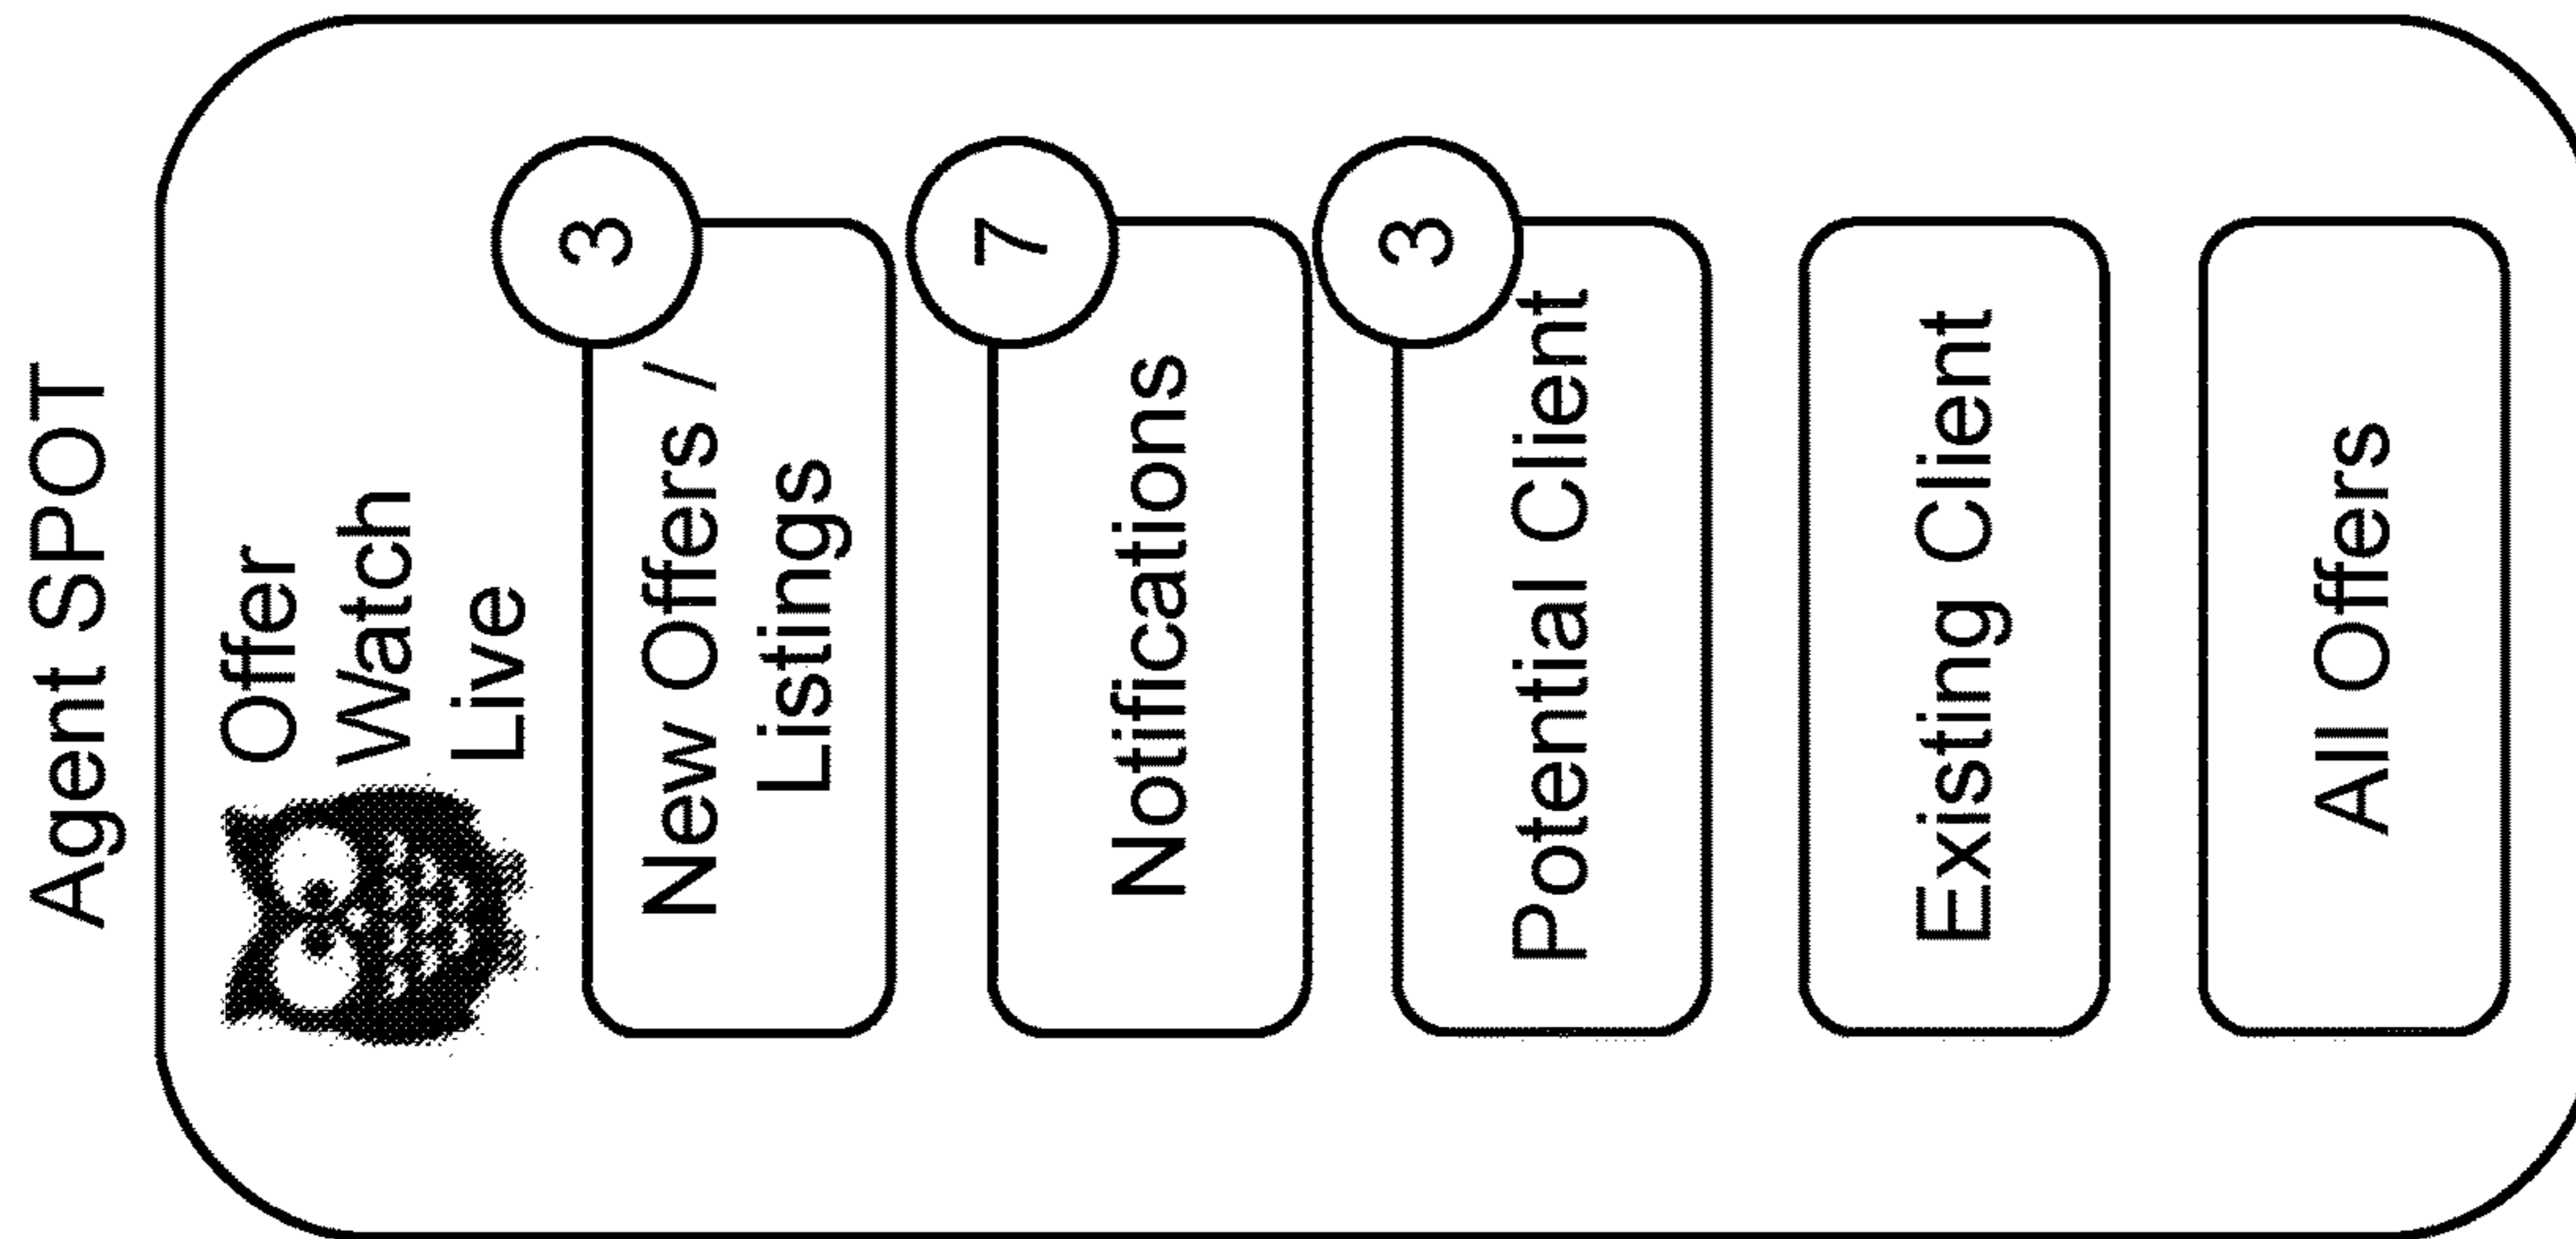 Agent SPOT
Offer
Watch
Live
3
New Offers /
Listings
7
Notifications
3
Potential Client
Existing Client
All Offers